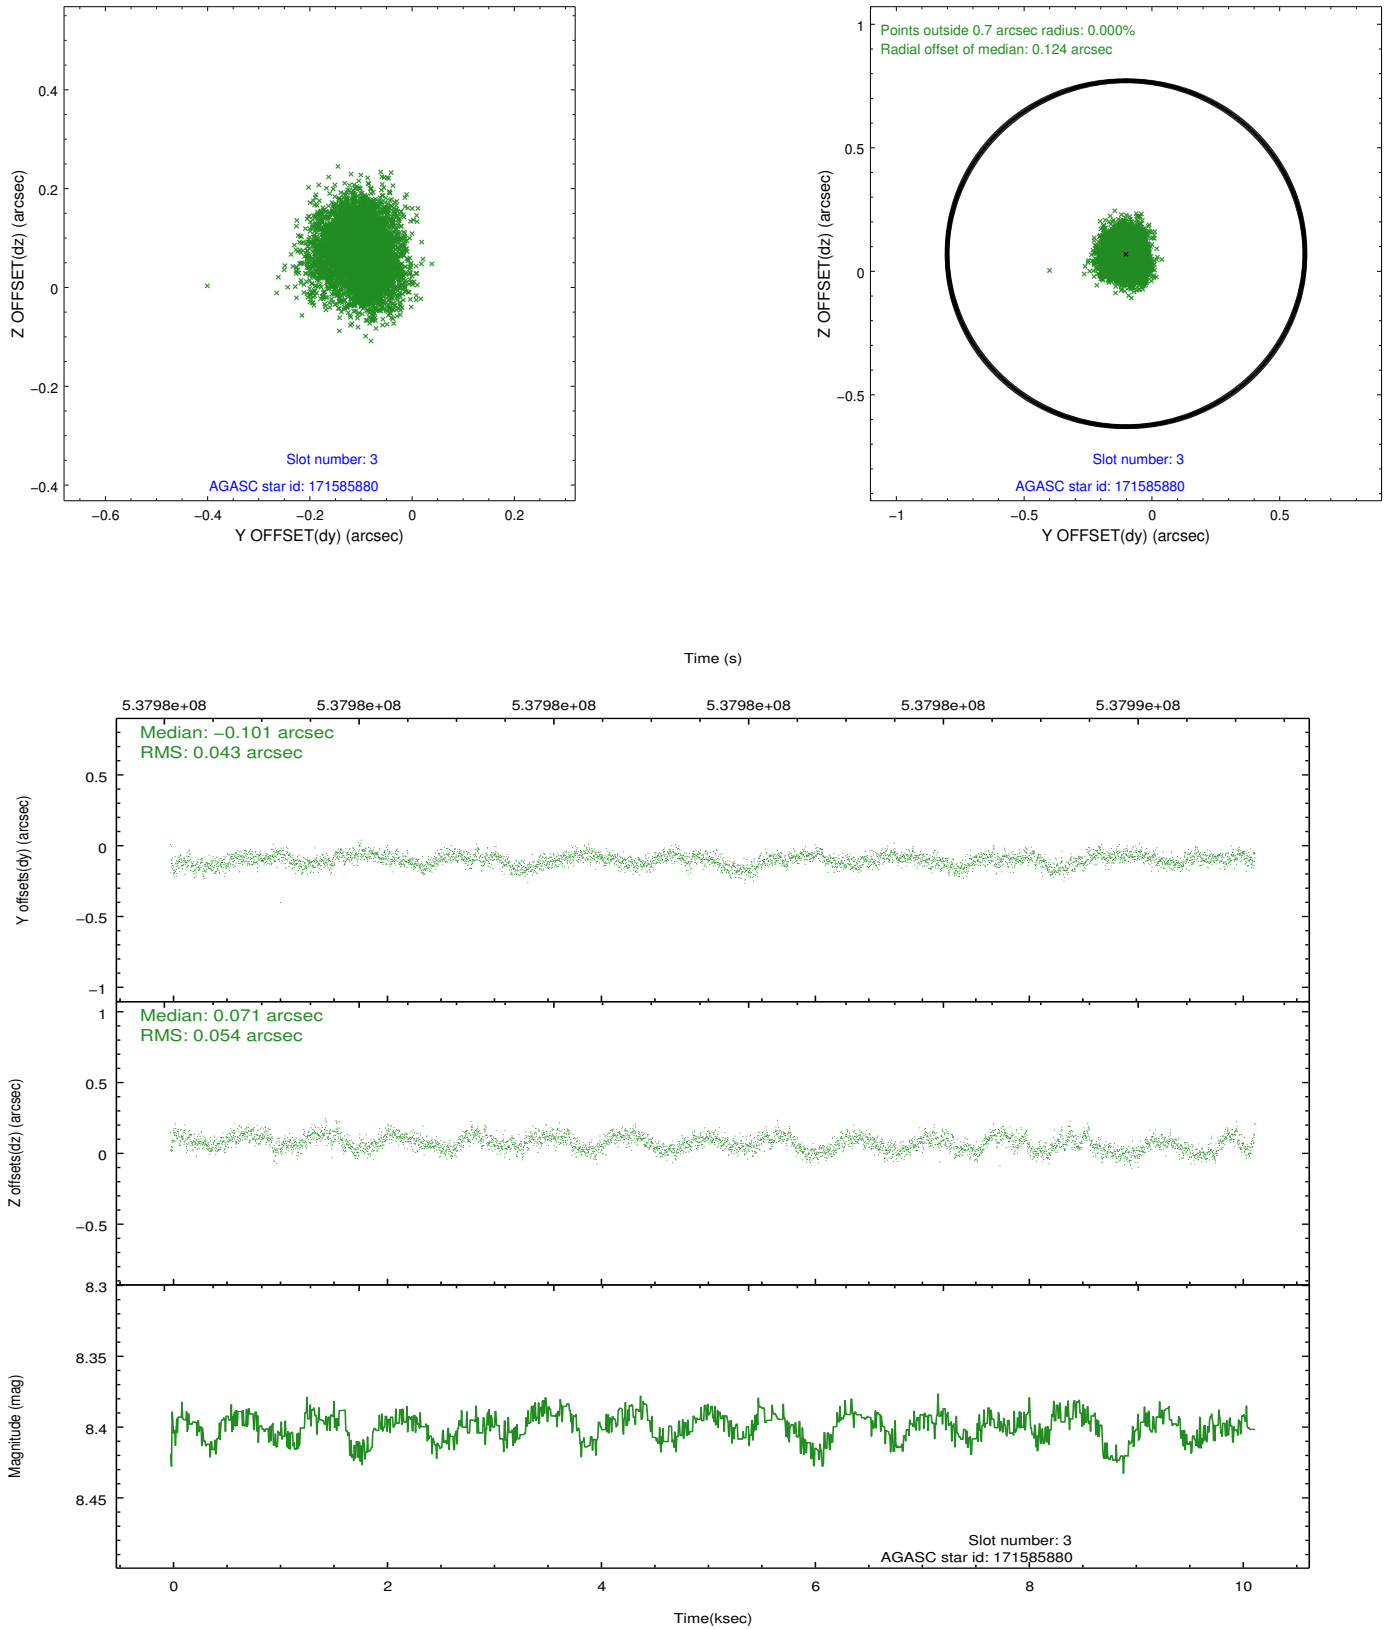 Z OFFSET(dz) (arcsec)
0.4
0.2
0
−0.2
−0.4
Slot number: 3
AGASC star id: 171585880
−0.6
−0.4
−0.2
0
0.2
Y OFFSET(dy) (arcsec)
Points outside 0.7 arcsec radius: 0.000%
Radial offset of median: 0.124 arcsec
Z OFFSET(dz) (arcsec)
1
0.5
0
−0.5
Slot number: 3
AGASC star id: 171585880
−1
−0.5
0
0.5
Y OFFSET(dy) (arcsec)
Time (s)
5.3798e+08
5.3798e+08
5.3798e+08
5.3798e+08
5.3798e+08
5.3799e+08
Median: −0.101 arcsec
RMS: 0.043 arcsec
Y offsets(dy) (arcsec)
0.5
0
−0.5
−1
Median: 0.071 arcsec
RMS: 0.054 arcsec
Z offsets(dz) (arcsec)
1
0.5
0
−0.5
Magnitude (mag)
8.3
8.35
8.4
8.45
Slot number: 3
AGASC star id: 171585880
0
2
4
6
8
10
Time(ksec)